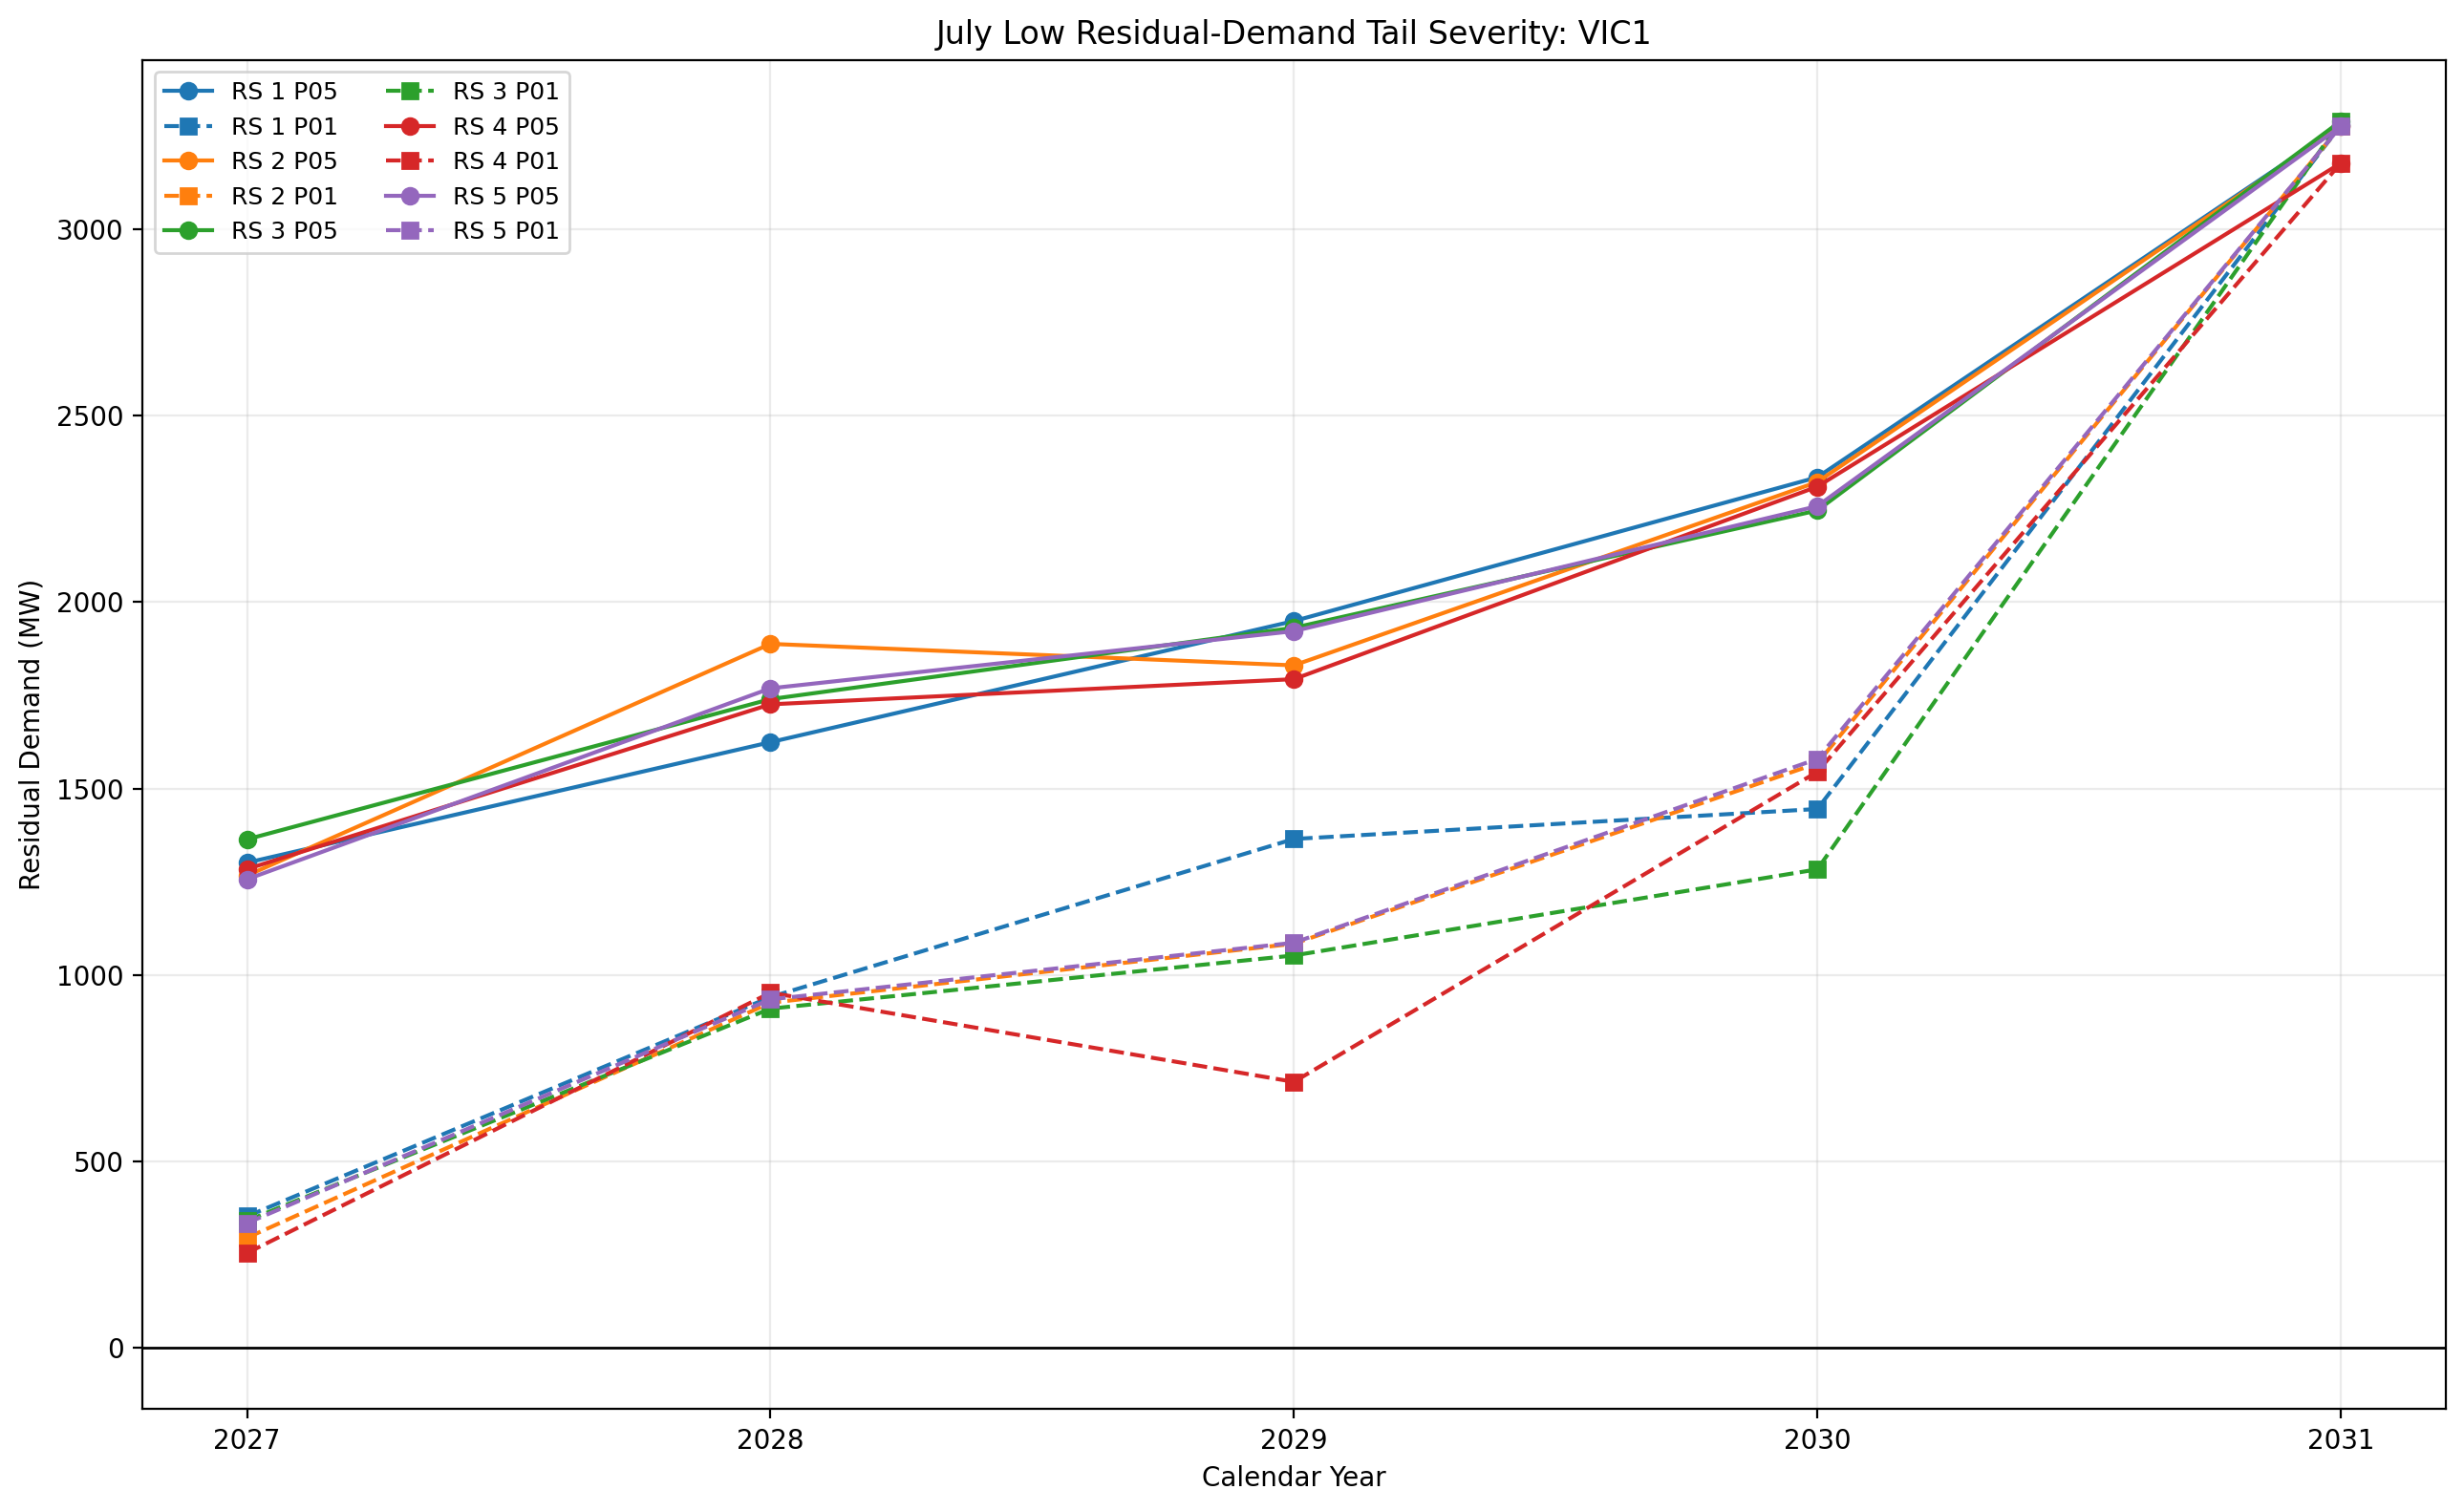 July Low Residual-Demand Tail Severity: VIC1
RS 1 P05
RS 1 P01
RS 2 P05
RS 2 P01
RS 3 P05
RS 3 P01
RS 4 P05
RS 4 P01
RS 5 P05
RS 5 P01
Residual Demand (MW)
3000
2500
2000
1500
1000
500
0
2027
2028
2029
2030
2031
Calendar Year